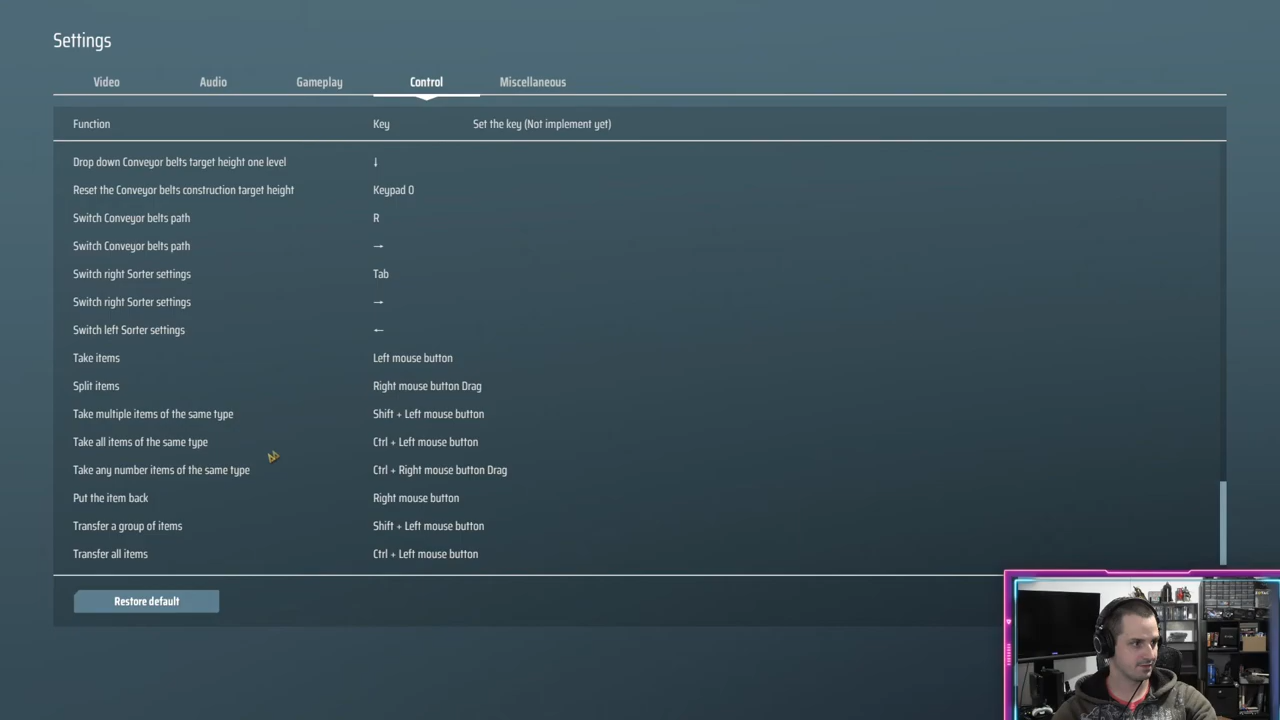 Settings
Video Audio Gameplay Control Miscellaneous
Function Key Set the key (Not implement yet)
Drop down Conveyor belts target height one level ↓
Reset the Conveyor belts construction target height Keypad 0
Switch Conveyor belts path R
Switch Conveyor belts path →
Switch right Sorter settings Tab
Switch right Sorter settings →
Switch left Sorter settings ←
Take items Left mouse button
Split items Right mouse button Drag
Take multiple items of the same type Shift + Left mouse button
Take all items of the same type Ctrl + Left mouse button
Take any number items of the same type Ctrl + Right mouse button Drag
Put the item back Right mouse button
Transfer a group of items Shift + Left mouse button
Transfer all items Ctrl + Left mouse button
Restore default